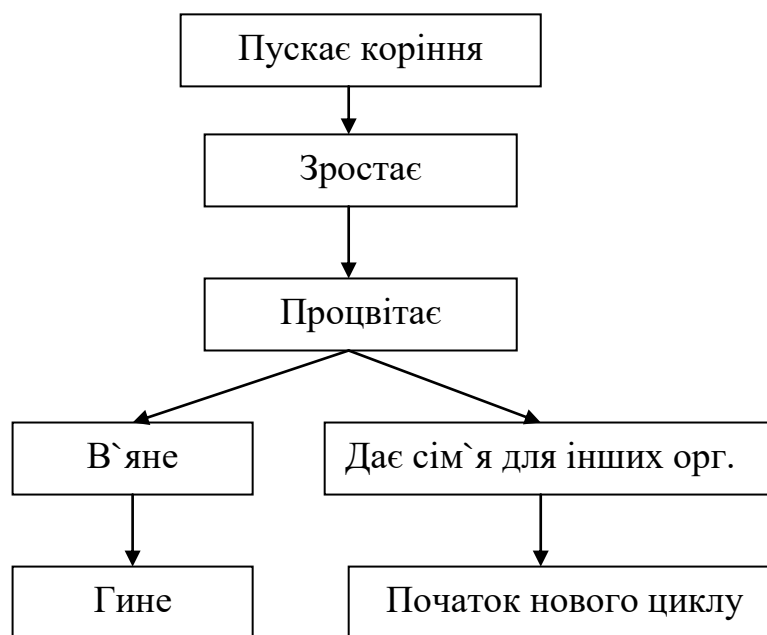 Пускає коріння
Зростає
Процвітає
В`яне
Дає сім`я для інших орг.
Гине
Початок нового циклу